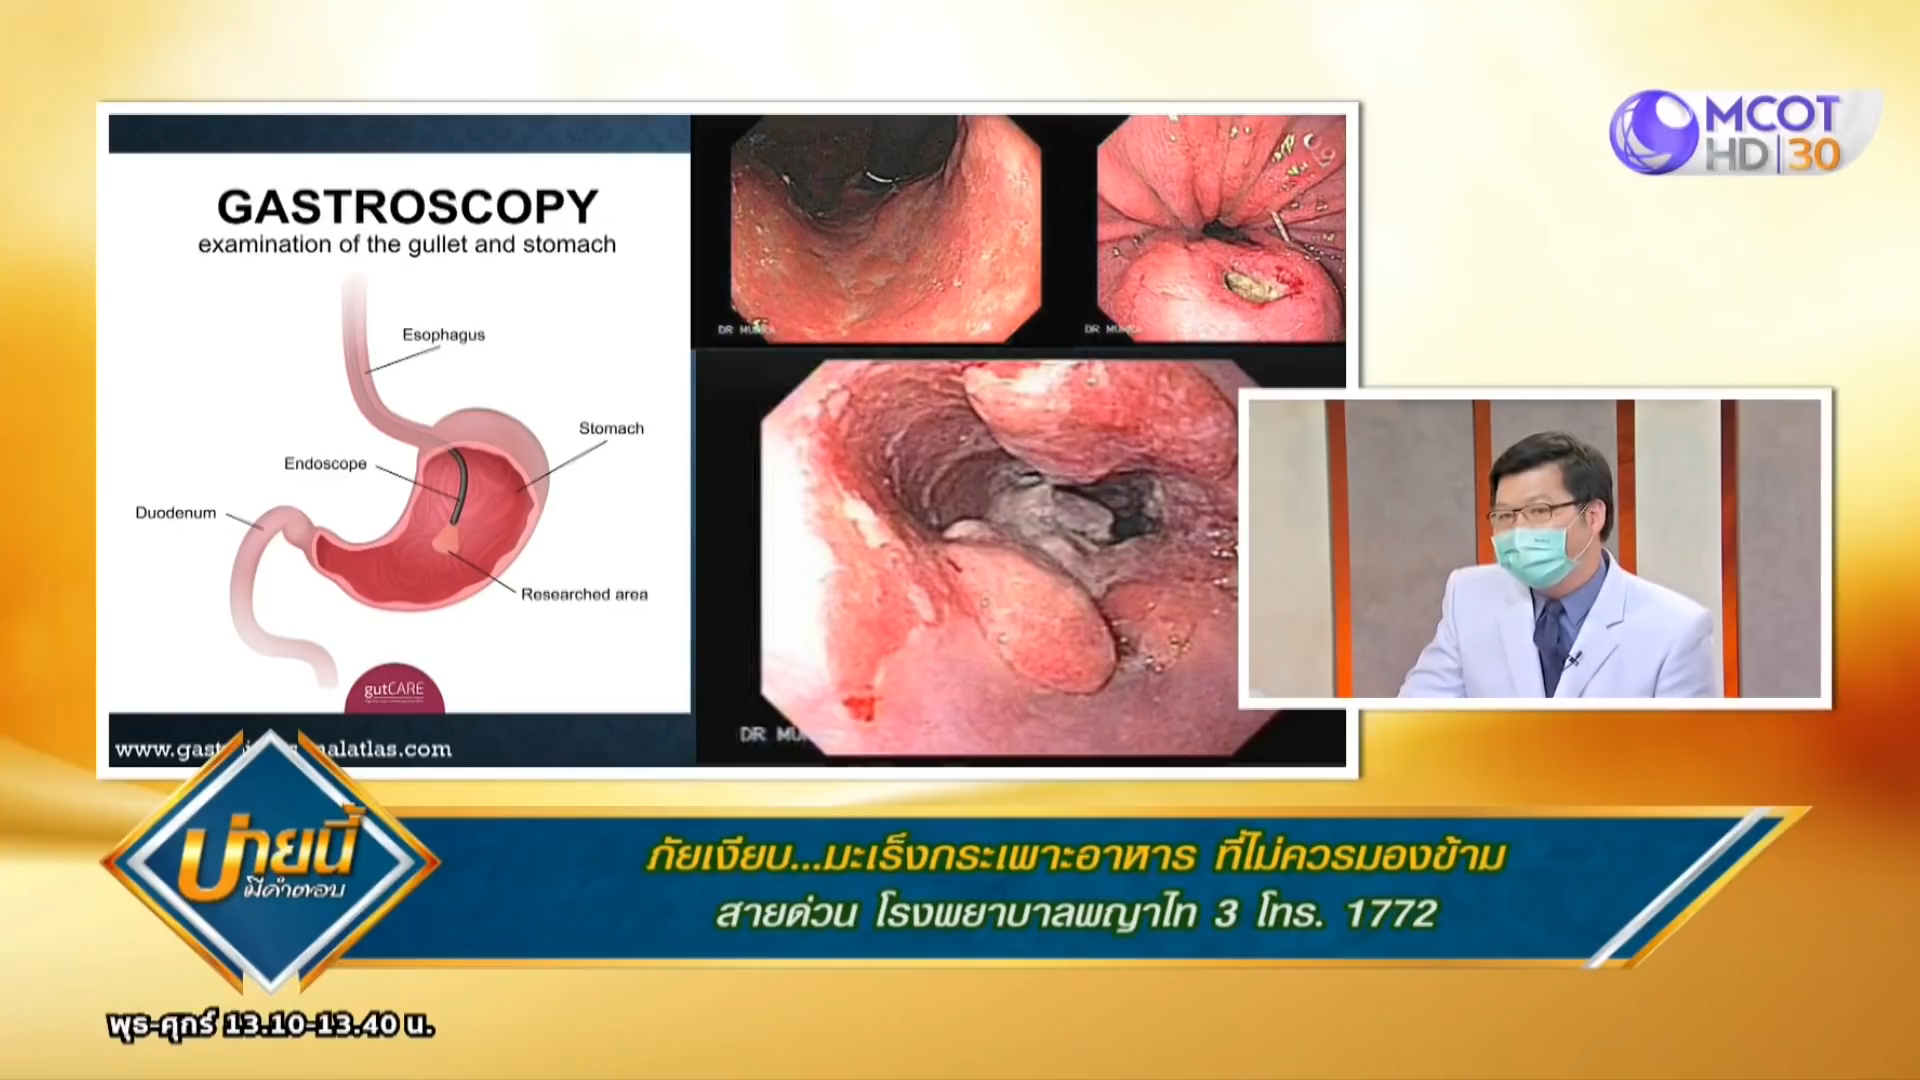 MCOT
HD 30
GASTROSCOPY
examination of the gullet and stomach
Esophagus
Stomach
Endoscope
Duodenum
Researched area
gutCARE
DR
DR
DR
บ่ายนี้
มีคำตอบ
ภัยเงียบ...มะเร็งกระเพาะอาหาร ที่ไม่ควรมองข้าม
สายด่วน โรงพยาบาลพญาไท 3 โทร. 1772
พุธ-ศุกร์ 13.10-13.40 น.